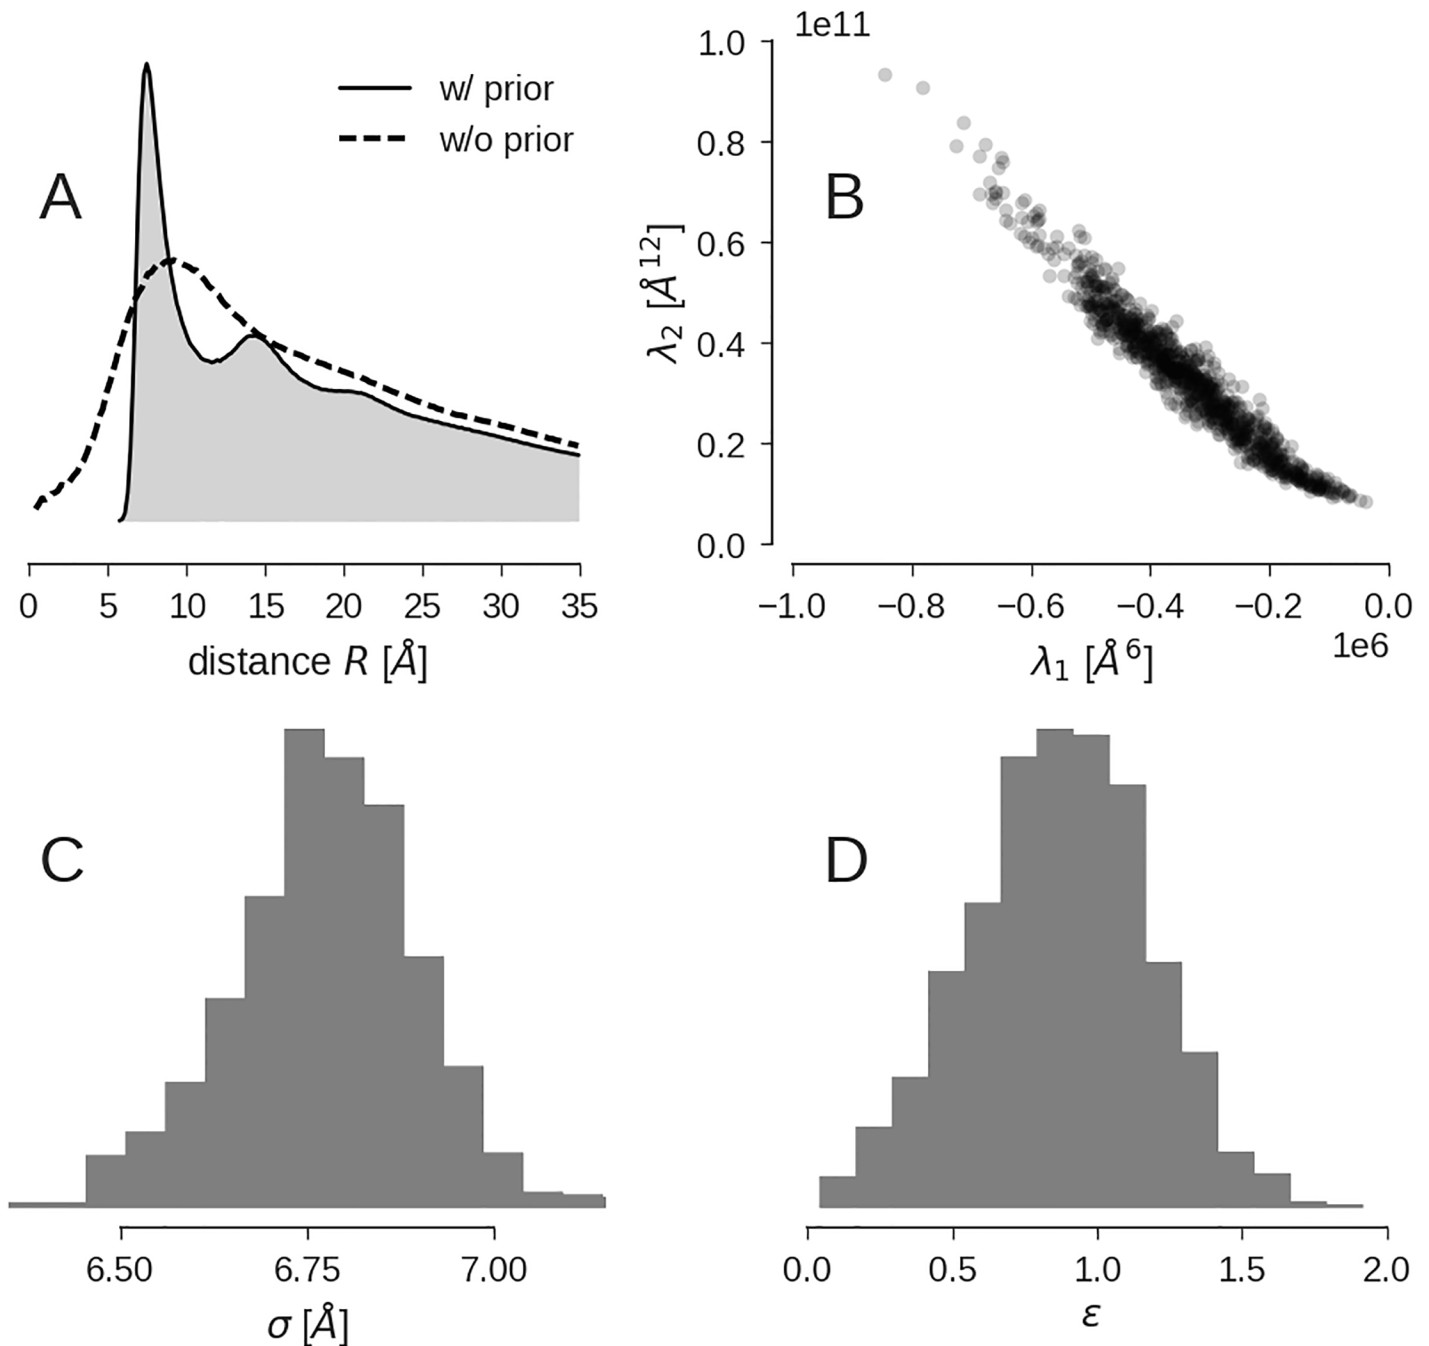 A
w/ prior
w/o prior
0 5 10 15 20 25 30 35
distance R [Å]
1e11
B
1.0
0.8
0.6
0.4
0.2
0.0
λ₂ [Å¹²]
−1.0 −0.8 −0.6 −0.4 −0.2 0.0
1e6
λ₁ [Å⁶]
C
6.50 6.75 7.00
σ [Å]
D
0.0 0.5 1.0 1.5 2.0
ε